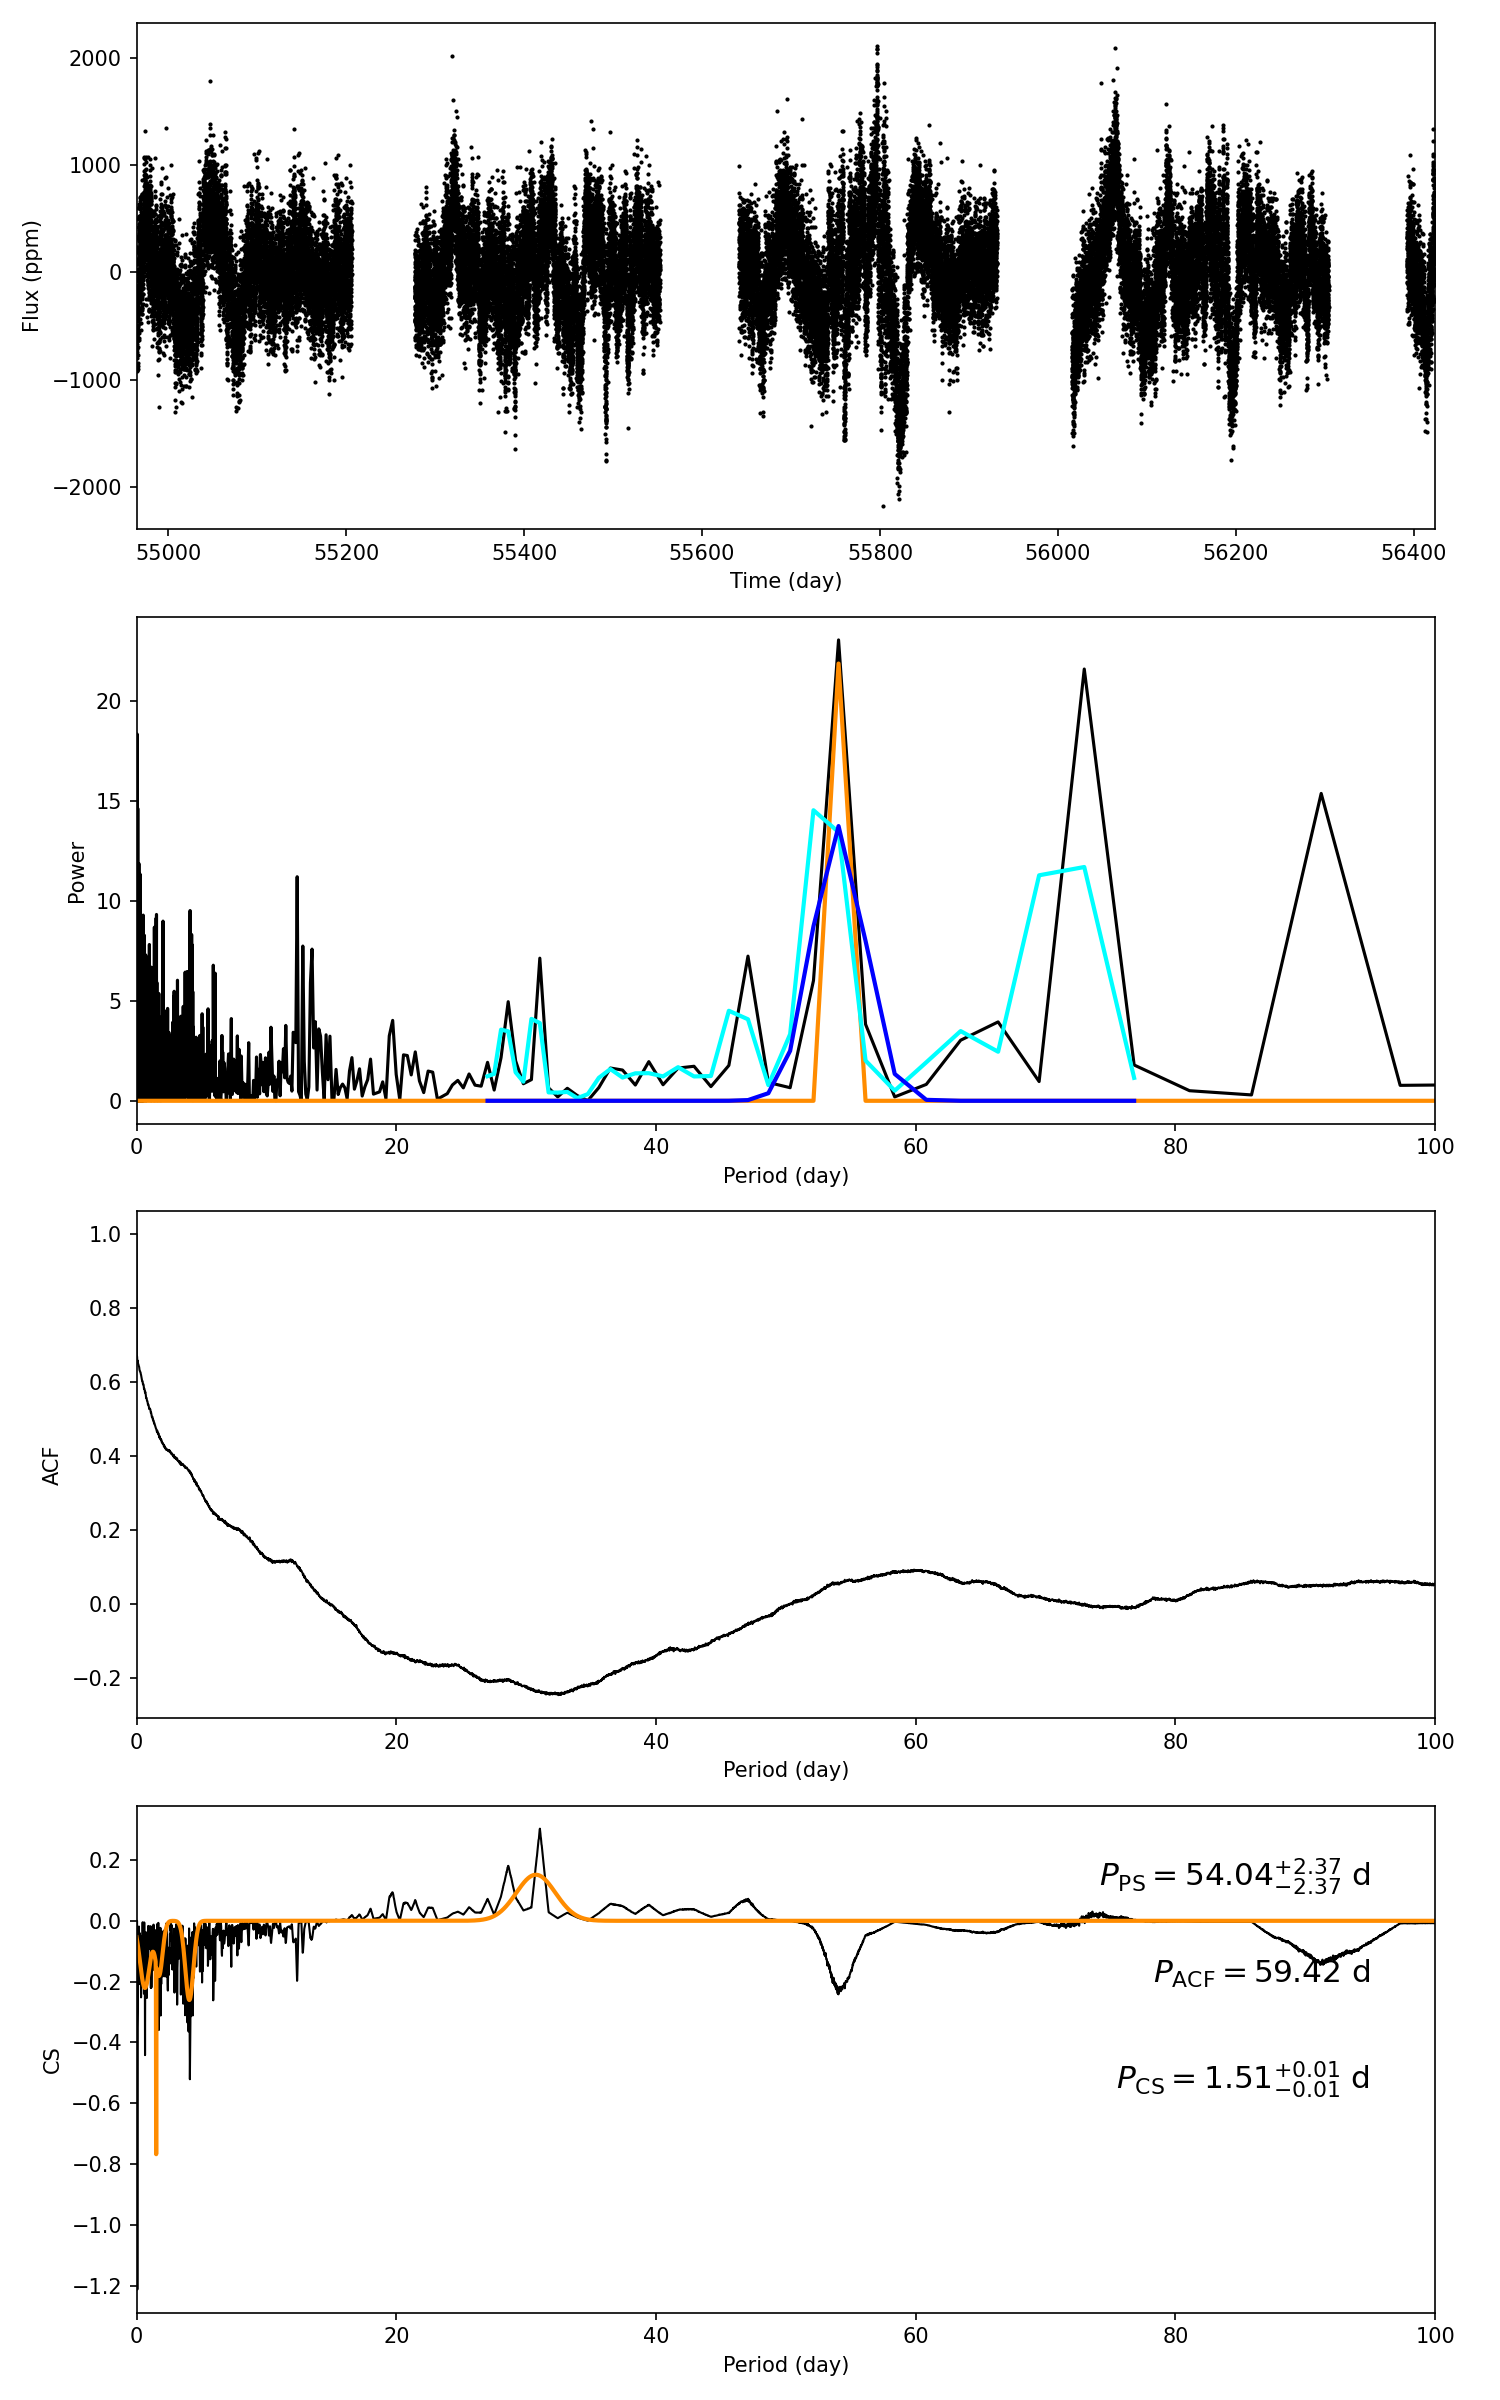 2000
1000
0
−1000
−2000
Flux (ppm)
55000 55200 55400 55600 55800 56000 56200 56400
Time (day)
20
15
10
5
0
Power
0 20 40 60 80 100
Period (day)
1.0
0.8
0.6
0.4
0.2
0.0
−0.2
ACF
0 20 40 60 80 100
Period (day)
0.2
0.0
−0.2
−0.4
−0.6
−0.8
−1.0
−1.2
CS
P_PS = 54.04 +2.37 −2.37 d
P_ACF = 59.42 d
P_CS = 1.51 +0.01 −0.01 d
0 20 40 60 80 100
Period (day)